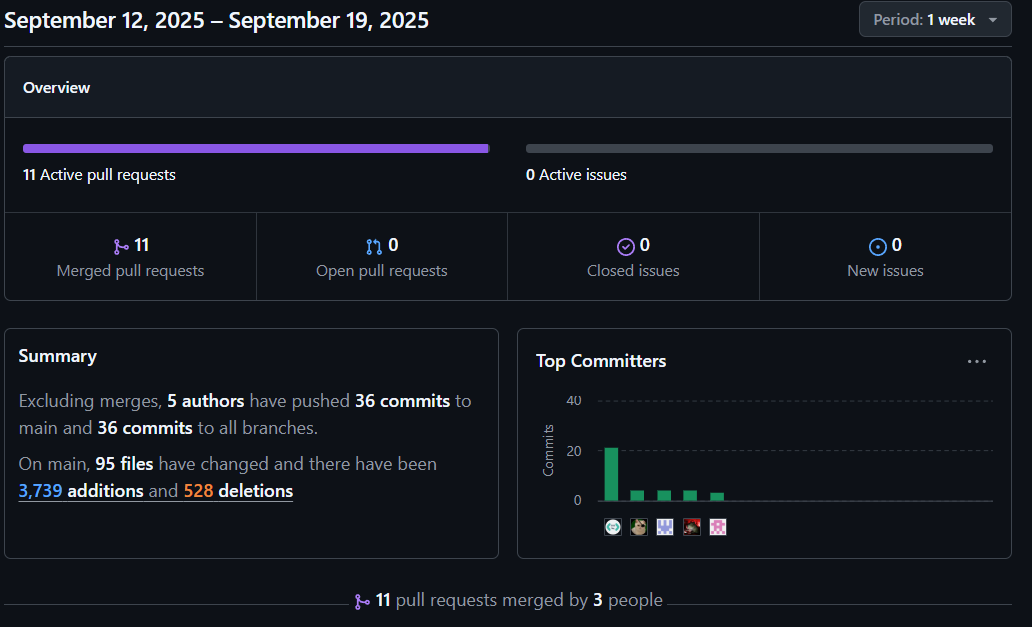 September 12, 2025 – September 19, 2025
Period: 1 week
Overview
11 Active pull requests
0 Active issues
11
Merged pull requests
0
Open pull requests
0
Closed issues
0
New issues
Summary
Excluding merges, 5 authors have pushed 36 commits to
main and 36 commits to all branches.
On main, 95 files have changed and there have been
3,739 additions and 528 deletions
Top Committers
40
20
0
Commits
11 pull requests merged by 3 people